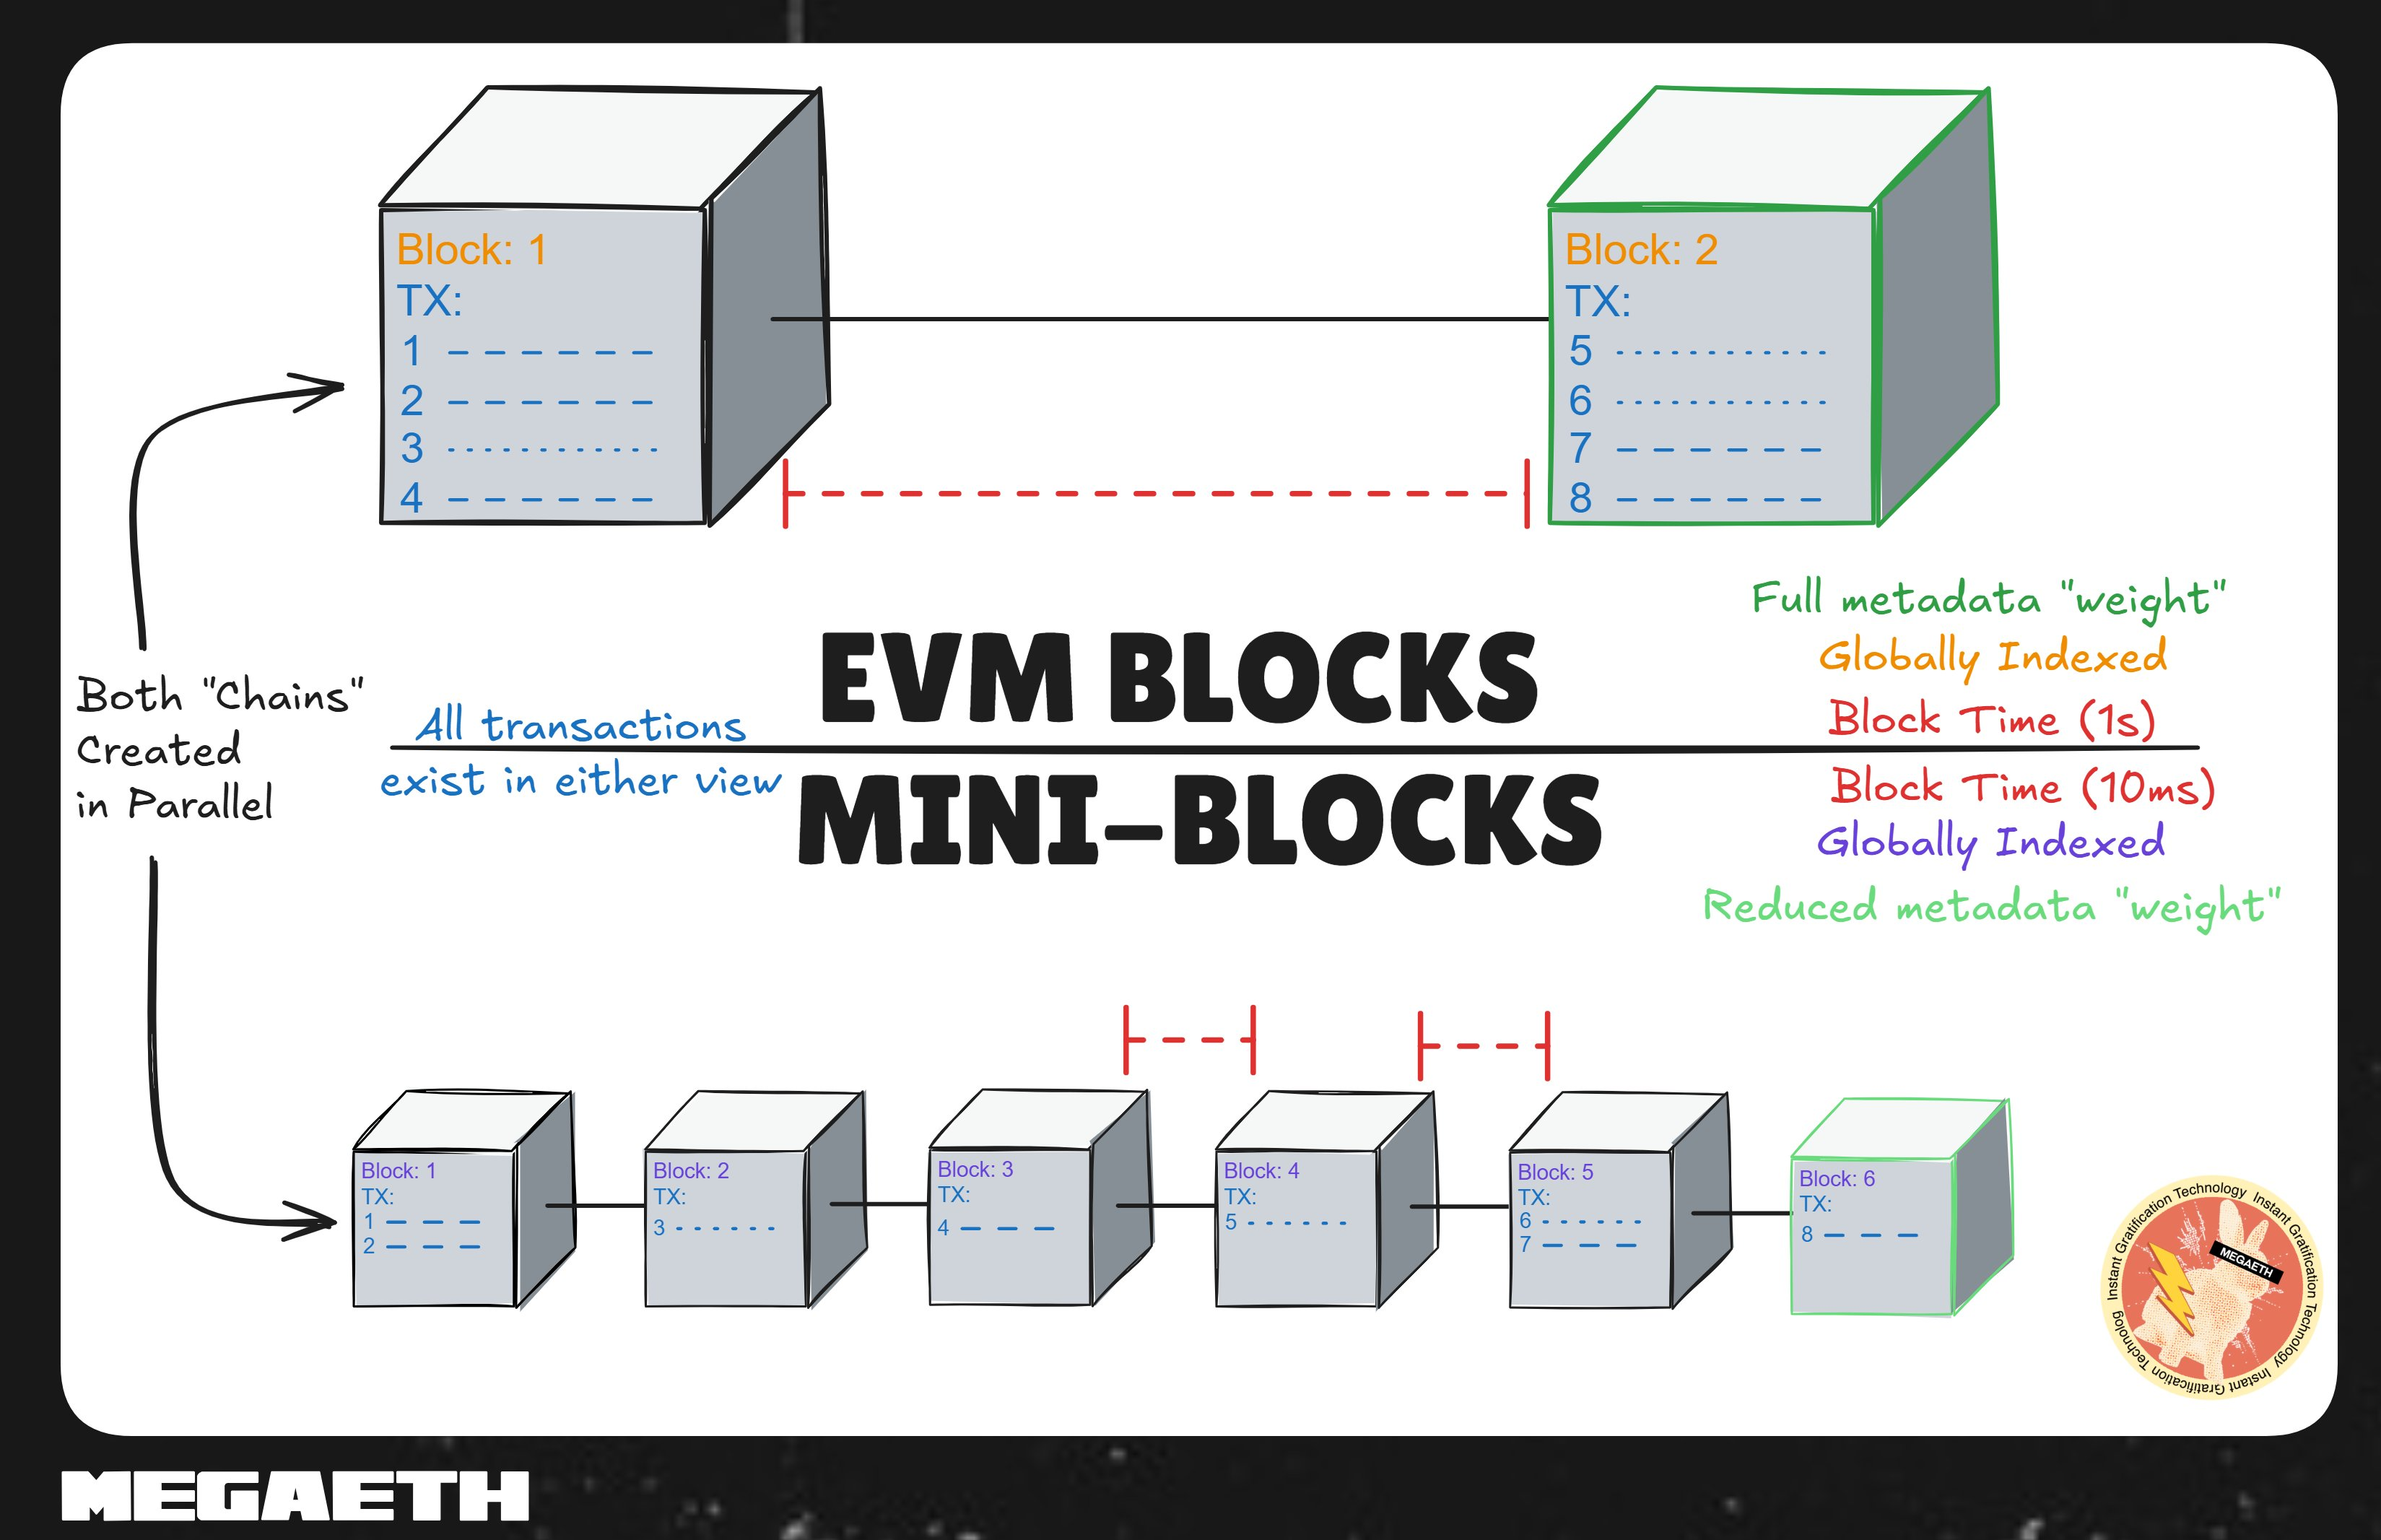 Block: 1
TX:
1
2
3
4
Block: 2
TX:
5
6
7
8
Both "Chains"
Created
in Parallel
All transactions
exist in either view
EVM BLOCKS
MINI-BLOCKS
Full metadata "weight"
Globally Indexed
Block Time (1s)
Block Time (10ms)
Globally Indexed
Reduced metadata "weight"
Block: 1
TX:
1
2
Block: 2
TX:
3
Block: 3
TX:
4
Block: 4
TX:
5
Block: 5
TX:
6
7
Block: 6
TX:
8
Instant Gratification Technology Instant Gratification Technology Instant Gratification Technolog
MEGAETH
MEGAETH